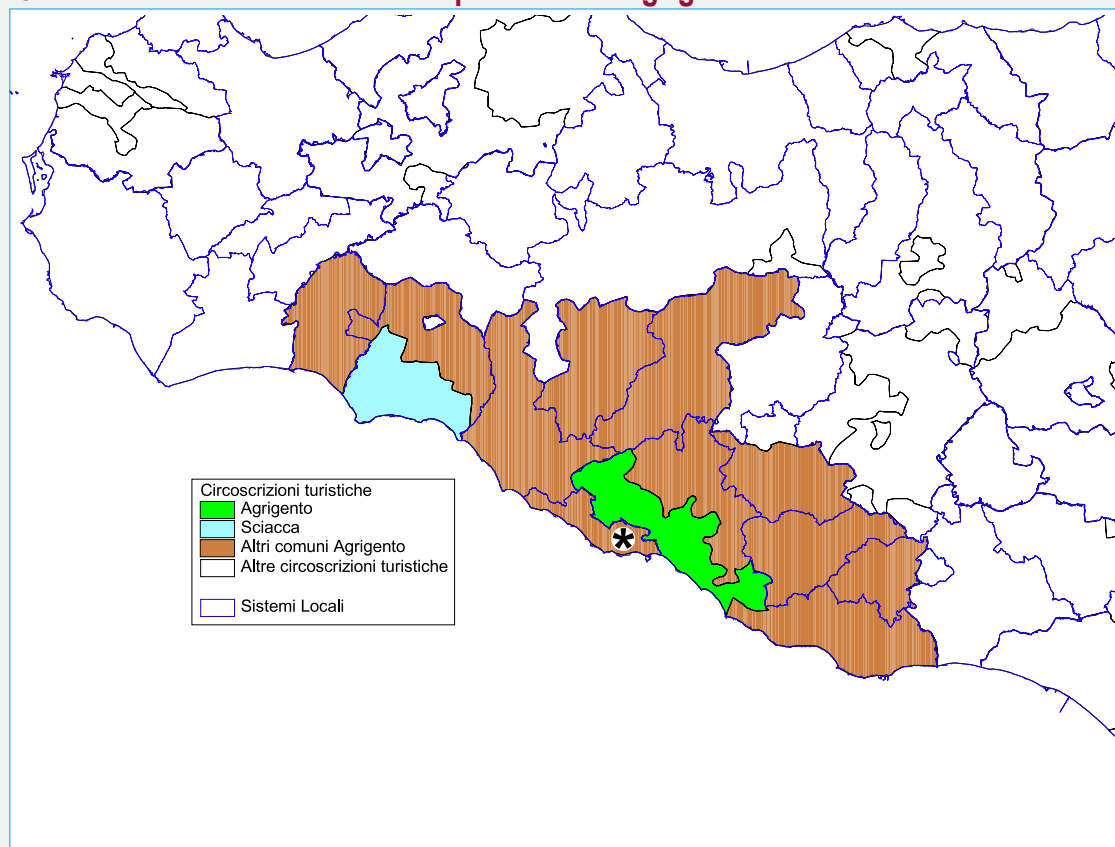 Circoscrizioni turistiche
Agrigento
Sciacca
Altri comuni Agrigento
Altre circoscrizioni turistiche
Sistemi Locali
*